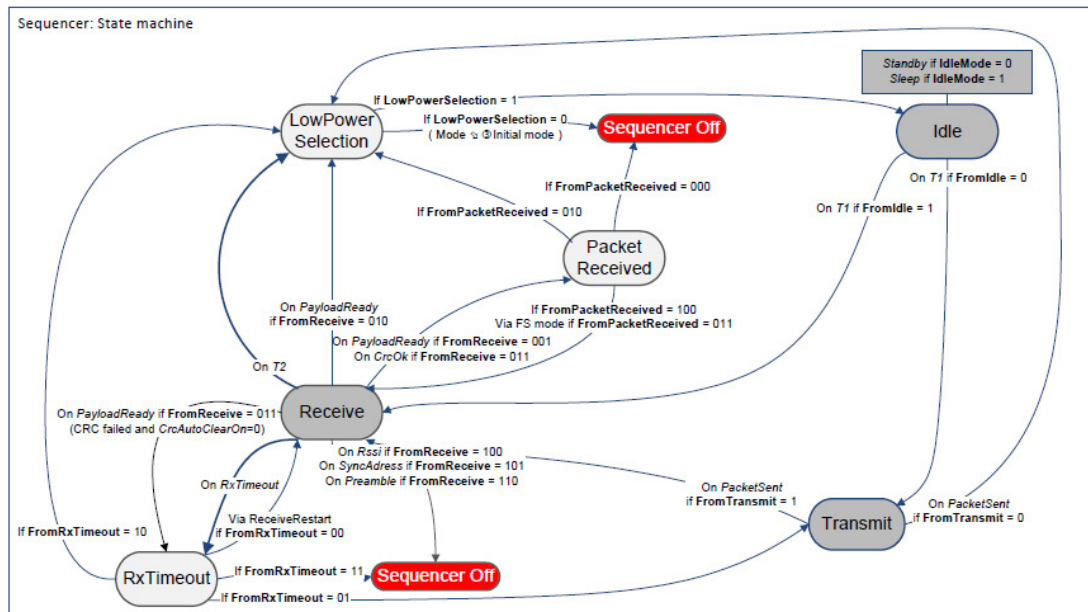 Sequencer: State machine
Standby if IdleMode = 0
Sleep if IdleMode = 1
If LowPowerSelection = 1
LowPower
Selection
If LowPowerSelection = 0
( Mode ↘ ③ Initial mode )
Sequencer Off
Idle
On T1 if FromIdle = 0
If FromPacketReceived = 000
On T1 if FromIdle = 1
If FromPacketReceived = 010
Packet
Received
On PayloadReady
if FromReceive = 010
If FromPacketReceived = 100
Via FS mode if FromPacketReceived = 011
On PayloadReady if FromReceive = 001
On CrcOk if FromReceive = 011
On T2
Receive
On PayloadReady if FromReceive = 011
(CRC failed and CrcAutoClearOn=0)
On Rssi if FromReceive = 100
On SyncAdress if FromReceive = 101
On Preamble if FromReceive = 110
On RxTimeout
On PacketSent
if FromTransmit = 1
On PacketSent
if FromTransmit = 0
Transmit
Via ReceiveRestart
if FromRxTimeout = 00
If FromRxTimeout = 10
RxTimeout
If FromRxTimeout = 11
Sequencer Off
If FromRxTimeout = 01